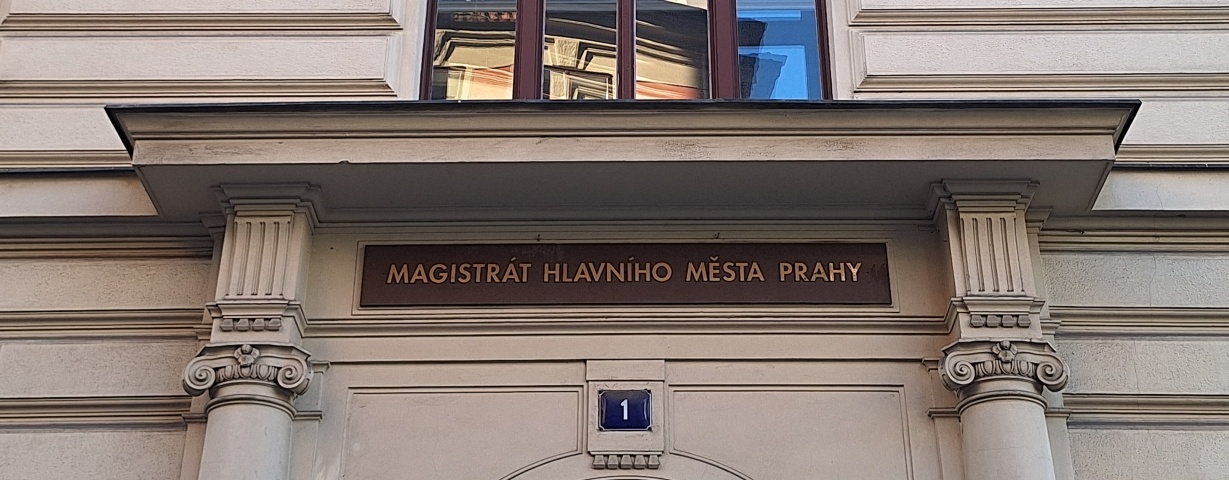 MAGISTRÁT HLAVNÍHO MĚSTA PRAHY
1